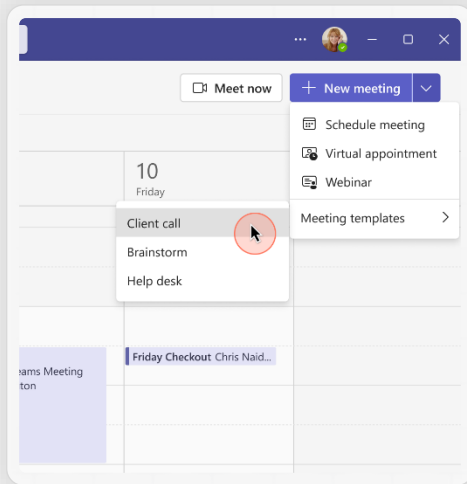 ...
Meet now
New meeting
Schedule meeting
Virtual appointment
Webinar
Meeting templates
10
Friday
Client call
Brainstorm
Help desk
Friday Checkout Chris Naid...
eams Meeting
ton